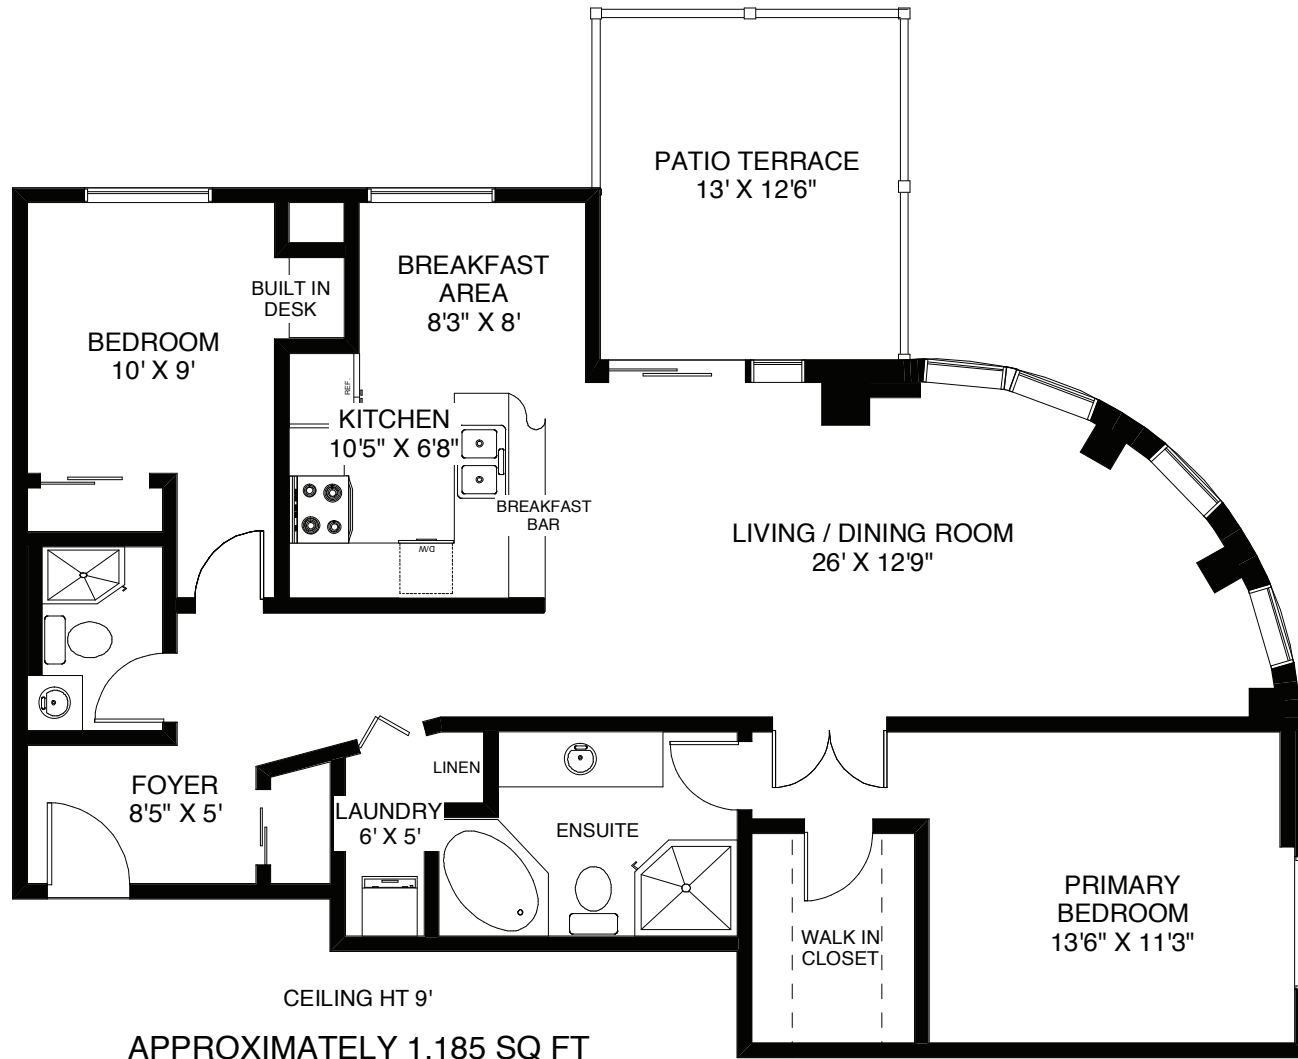 PATIO TERRACE
13' X 12'6"
BREAKFAST
AREA
8'3" X 8'
BUILT IN
DESK
BEDROOM
10' X 9'
REF.
KITCHEN
10'5" X 6'8"
BREAKFAST
BAR
D/W
LIVING / DINING ROOM
26' X 12'9"
FOYER
8'5" X 5'
LINEN
LAUNDRY
6' X 5'
ENSUITE
WALK IN
CLOSET
PRIMARY
BEDROOM
13'6" X 11'3"
CEILING HT 9'
APPROXIMATELY 1,185 SQ FT